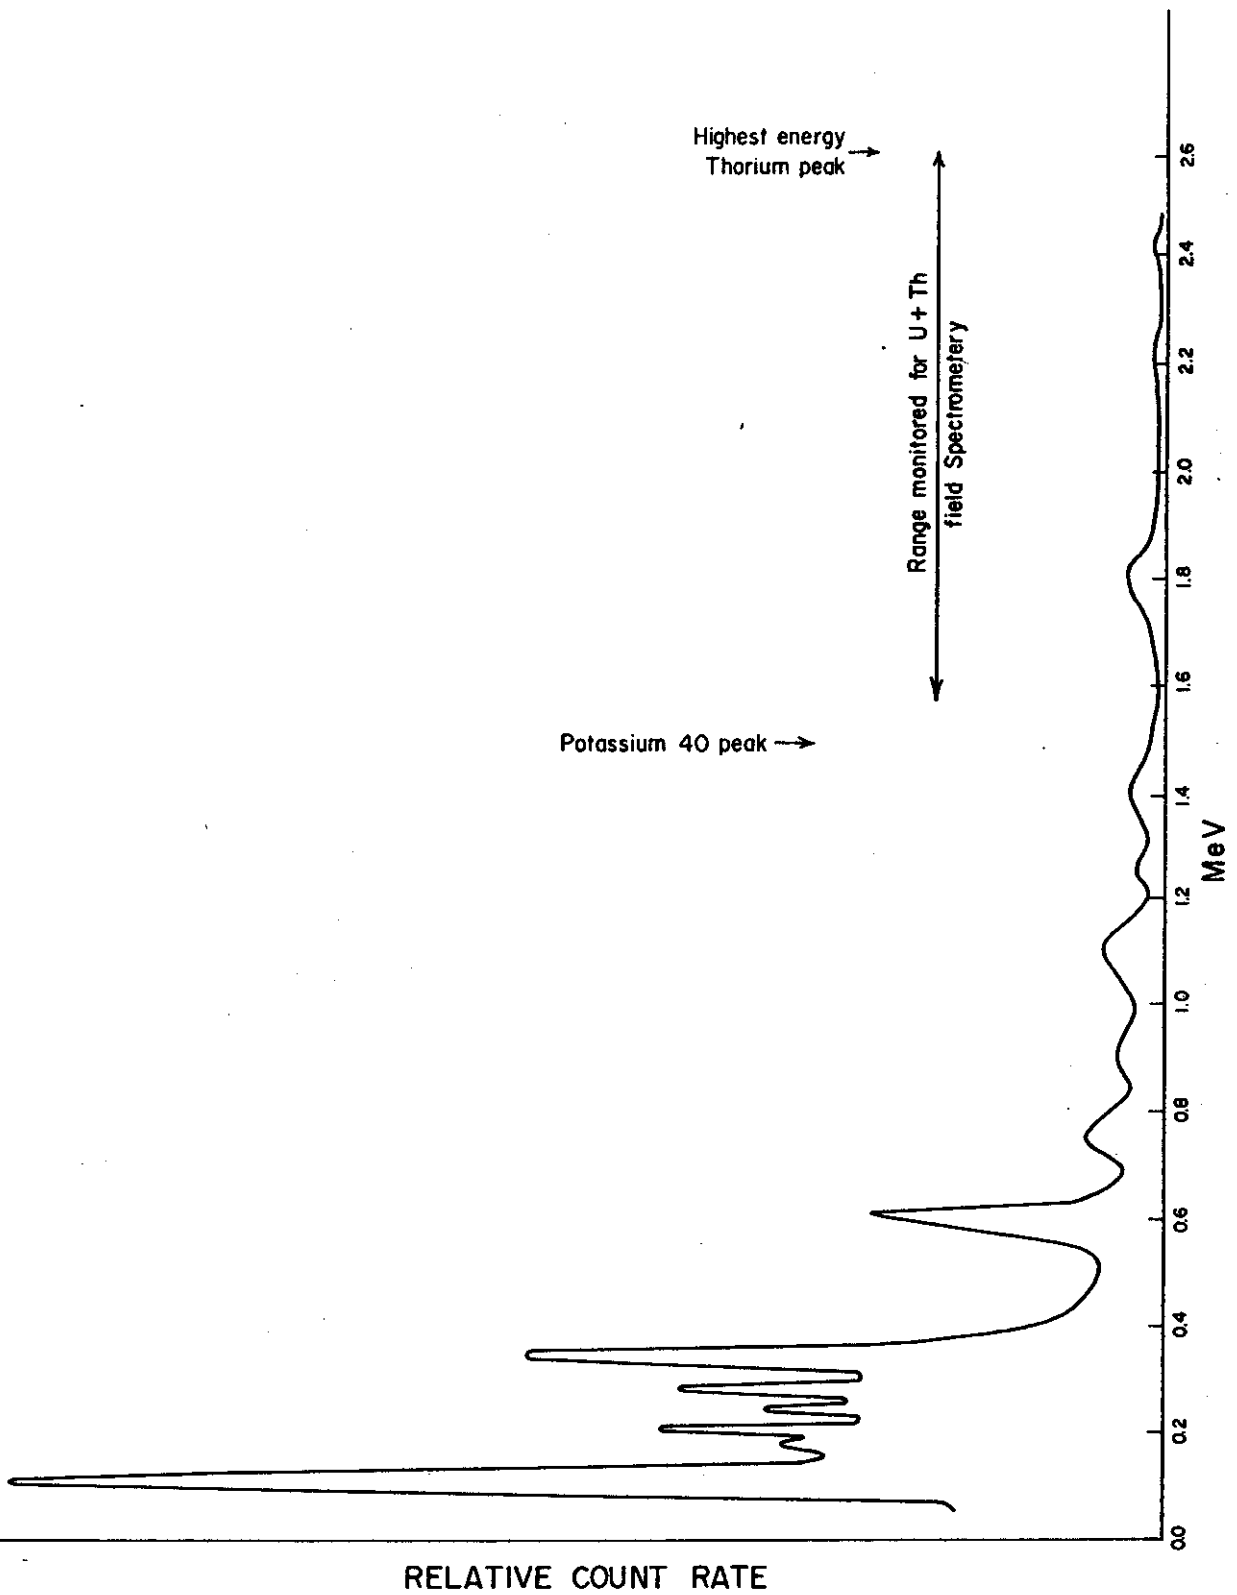 Highest energy
Thorium peak
Range monitored for U + Th
field Spectrometery
Potassium 40 peak
2.6
2.4
2.2
2.0
1.8
1.6
1.4
1.2
1.0
0.8
0.6
0.4
0.2
0.0
MeV
RELATIVE COUNT RATE